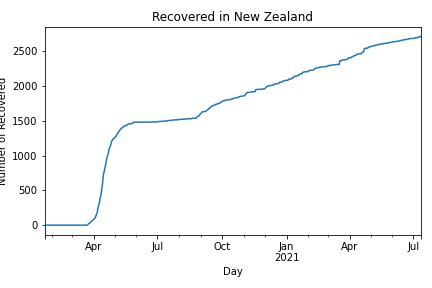 Recovered in New Zealand
Number of Recovered
2500
2000
1500
1000
500
0
Apr
Jul
Oct
Jan
2021
Apr
Jul
Day